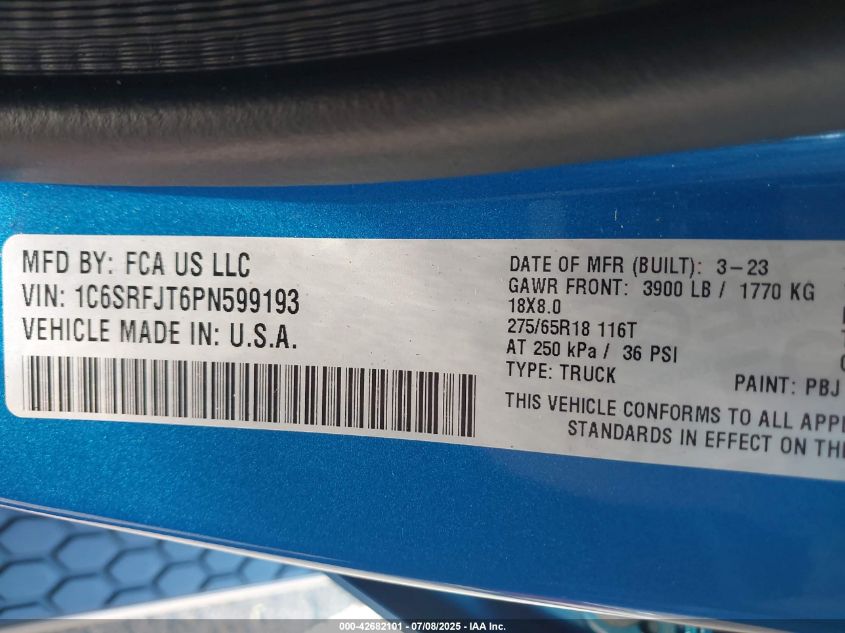 MFD BY: FCA US LLC
VIN: 1C6SRFJT6PN599193
VEHICLE MADE IN: U.S.A.
DATE OF MFR (BUILT): 3-23
GAWR FRONT: 3900 LB / 1770 KG
18X8.0
275/65R18 116T
AT 250 kPa / 36 PSI
TYPE: TRUCK
PAINT: PBJ
THIS VEHICLE CONFORMS TO ALL APPL
STANDARDS IN EFFECT ON THE
000-42682101 - 07/08/2025 - IAA Inc.